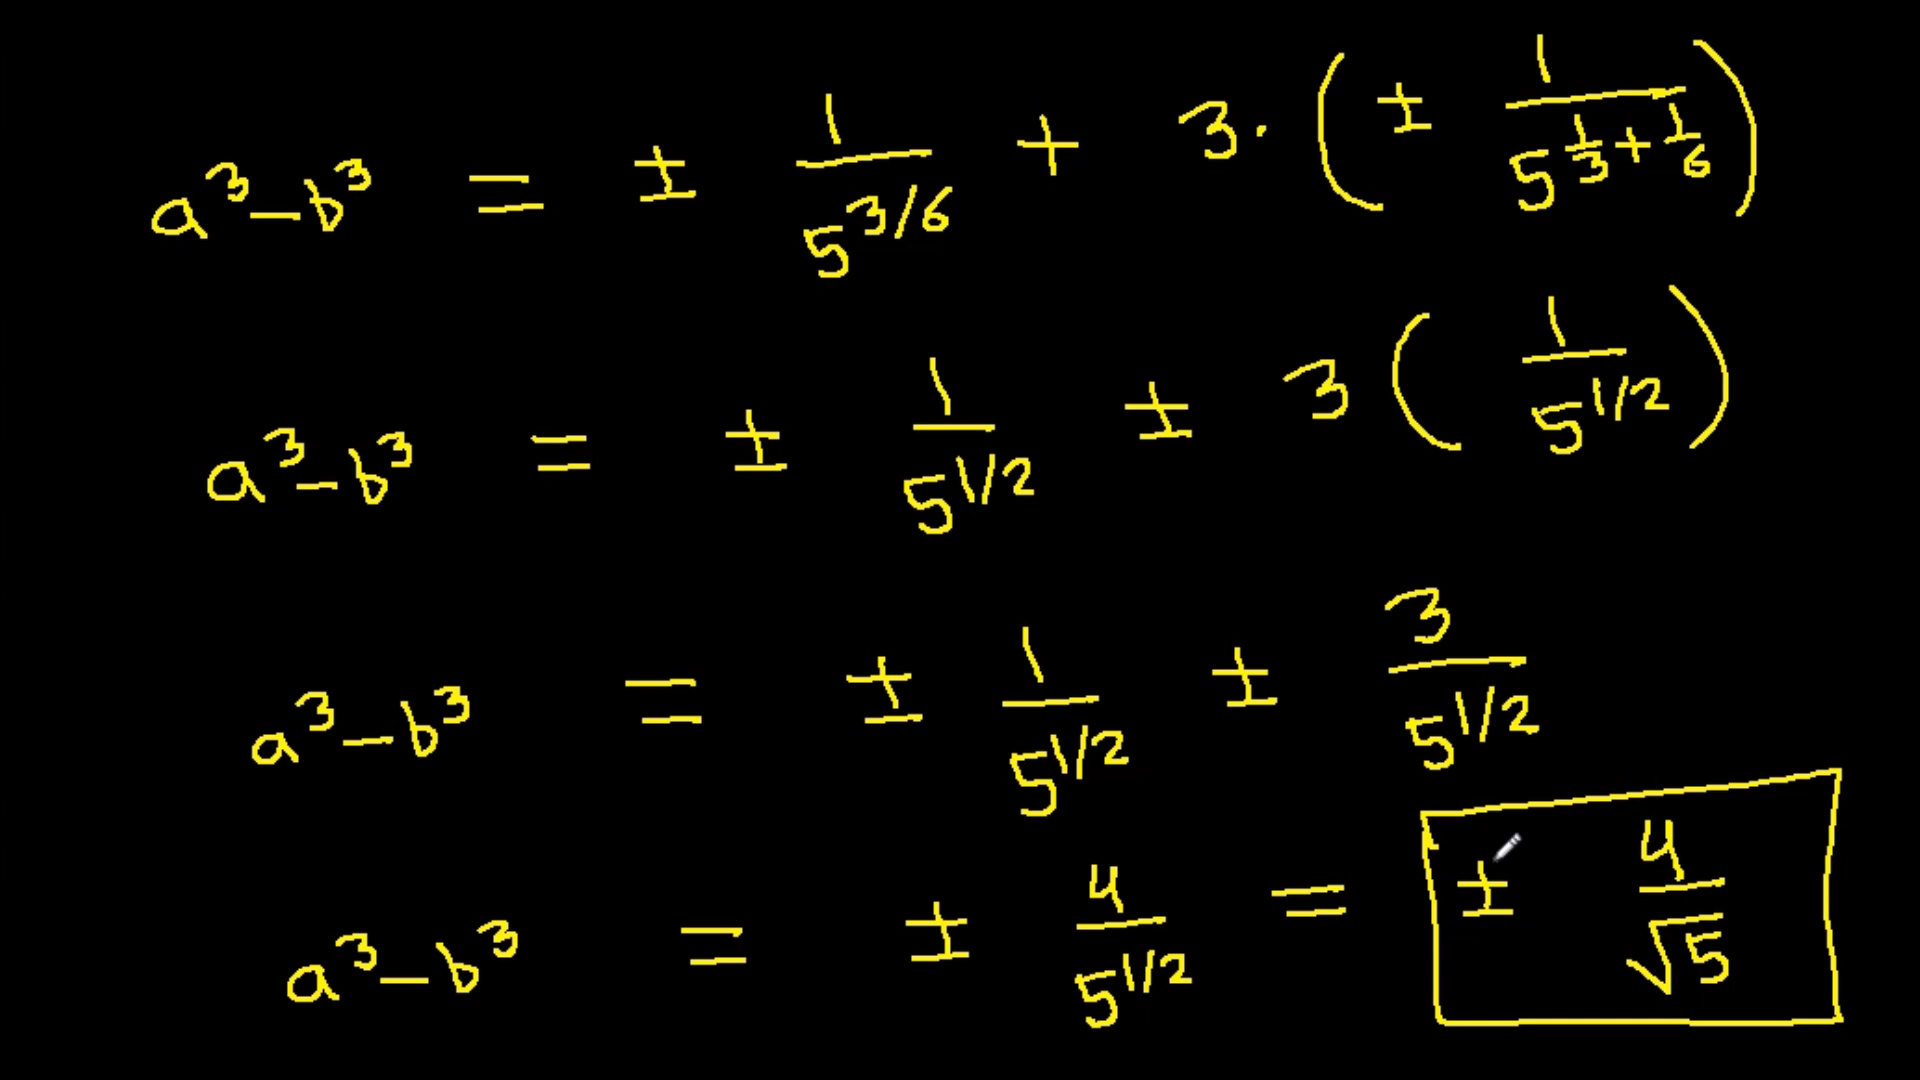 a³-b³ = ± 1/5^{3/6} + 3·(± 1/5^{1/3+1/6})
a³-b³ = ± 1/5^{1/2} ± 3(1/5^{1/2})
a³-b³ = ± 1/5^{1/2} ± 3/5^{1/2}
a³-b³ = ± 4/5^{1/2} = ± 4/√5